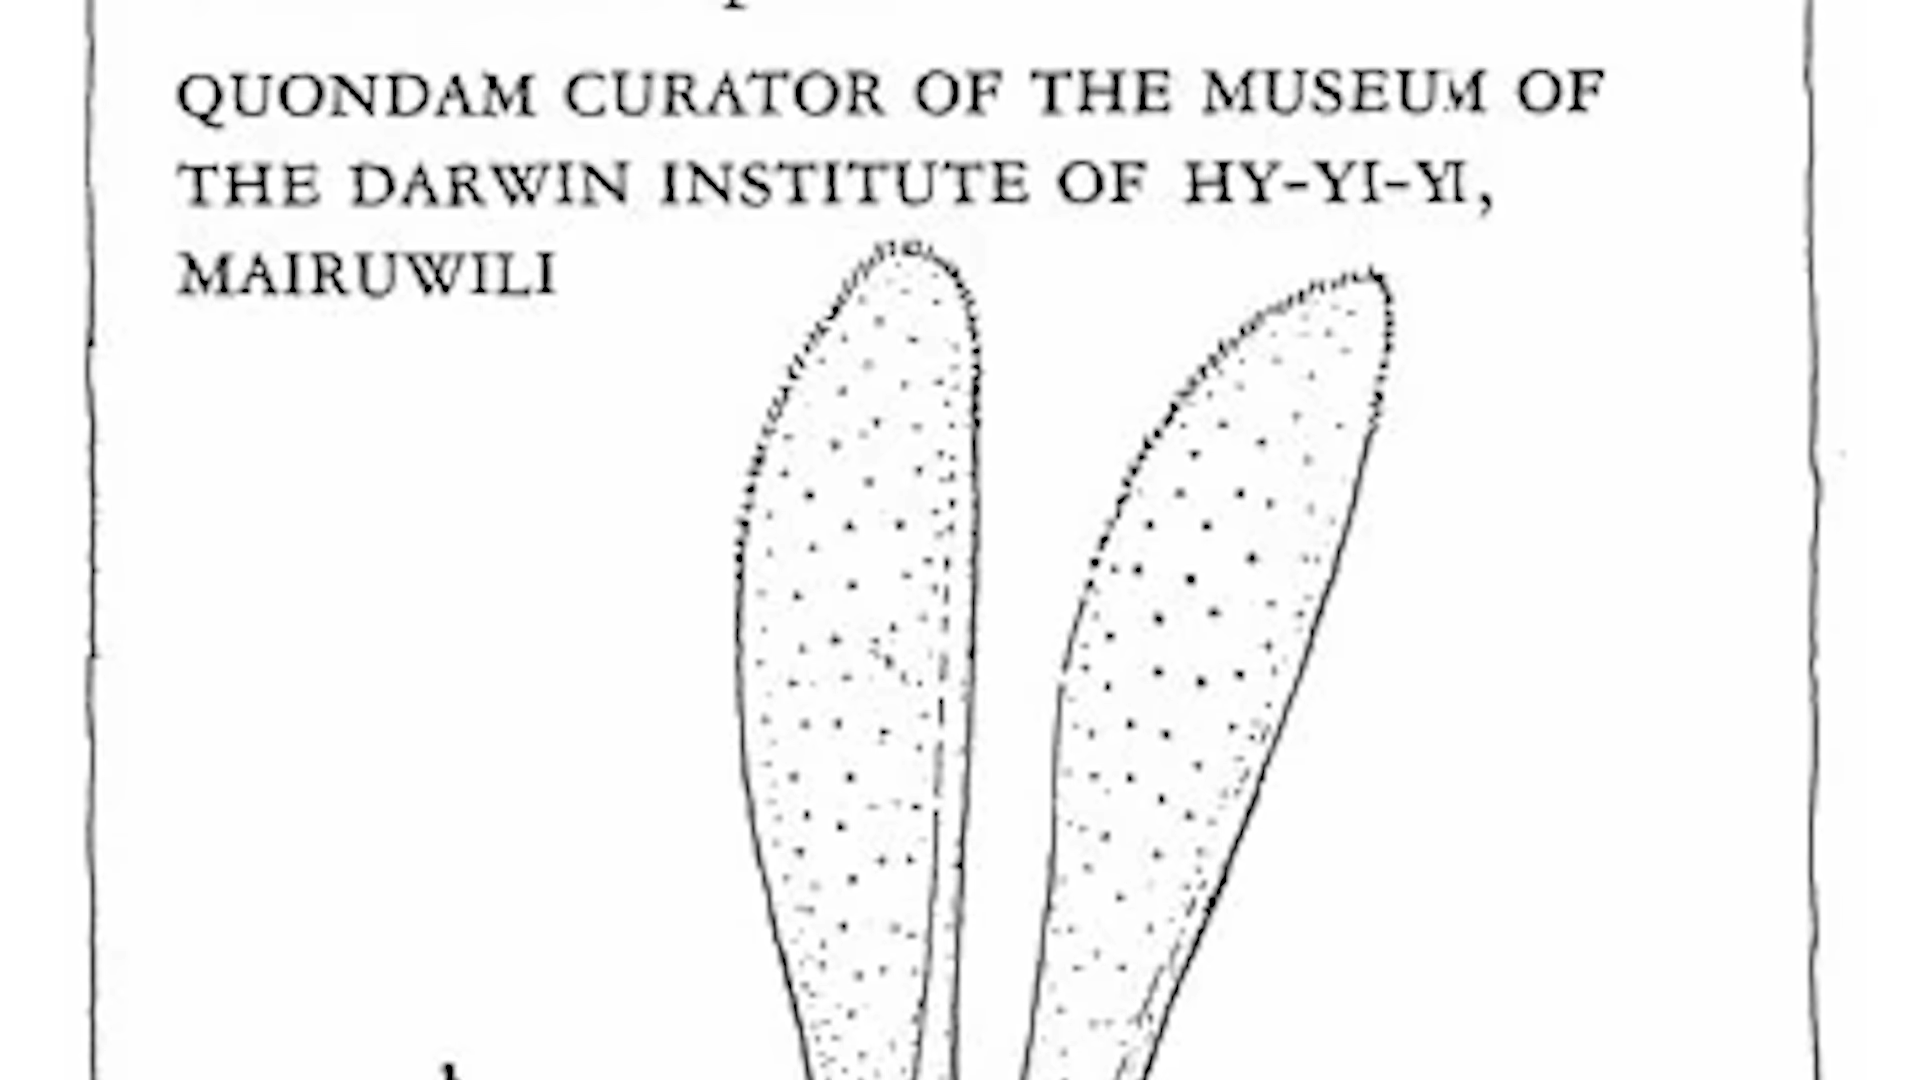 QUONDAM CURATOR OF THE MUSEUM OF
THE DARWIN INSTITUTE OF HY-YI-YI,
MAIRUWILI